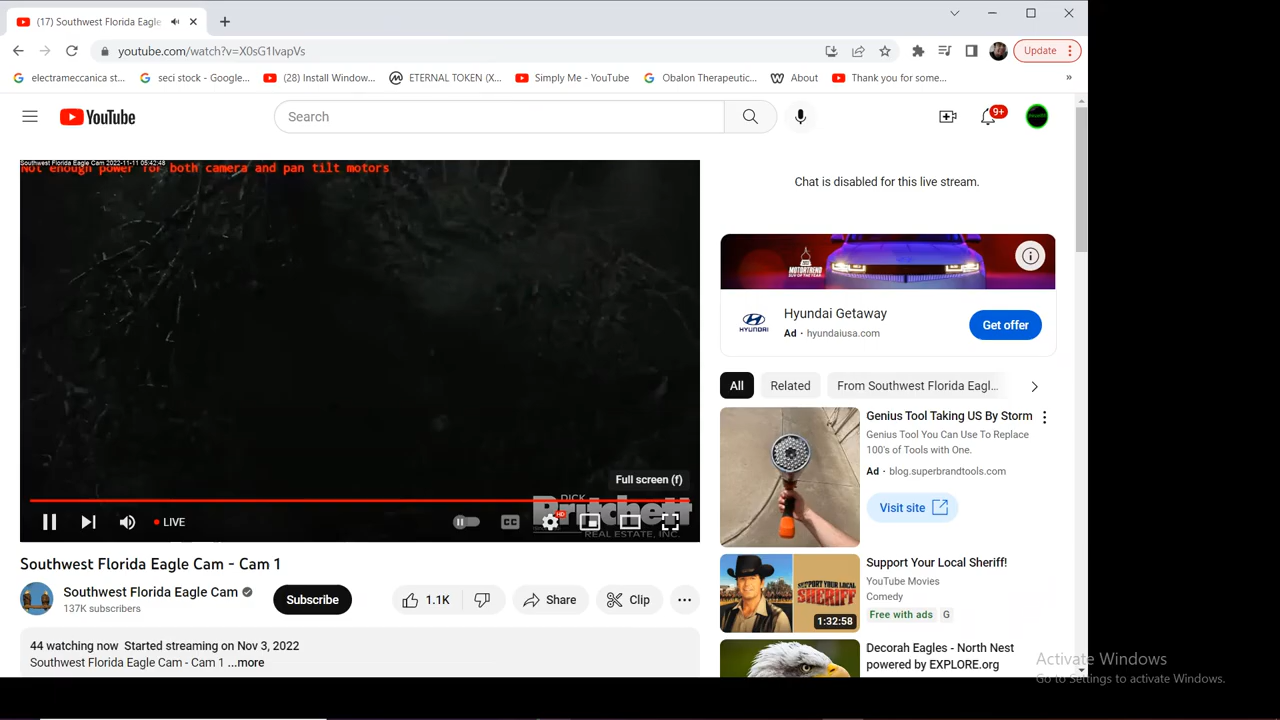 (17) Southwest Florida Eagle
youtube.com/watch?v=X0sG1IvapVs
Update
electrameccanica st...
seci stock - Google...
(28) Install Window...
ETERNAL TOKEN (X...
Simply Me - YouTube
Obalon Therapeutic...
About
Thank you for some...
»
YouTube
Search
9+
Southwest Florida Eagle Cam 2022-11-11 05:42:48
Not enough power for both camera and pan tilt motors
Full screen (f)
DICK
Pritchett
REAL ESTATE, INC.
LIVE
CC
HD
Southwest Florida Eagle Cam - Cam 1
Southwest Florida Eagle Cam
137K subscribers
Subscribe
1.1K
Share
Clip
44 watching now Started streaming on Nov 3, 2022
Southwest Florida Eagle Cam - Cam 1 ...more
Chat is disabled for this live stream.
MOTORTREND
HYUNDAI
Hyundai Getaway
Ad · hyundaiusa.com
Get offer
All
Related
From Southwest Florida Eagl...
Genius Tool Taking US By Storm
Genius Tool You Can Use To Replace
100's of Tools with One.
Ad · blog.superbrandtools.com
Visit site
SUPPORT YOUR LOCAL
SHERIFF
1:32:58
Support Your Local Sheriff!
YouTube Movies
Comedy
Free with ads G
Decorah Eagles - North Nest
powered by EXPLORE.org
Activate Windows
Go to Settings to activate Windows.